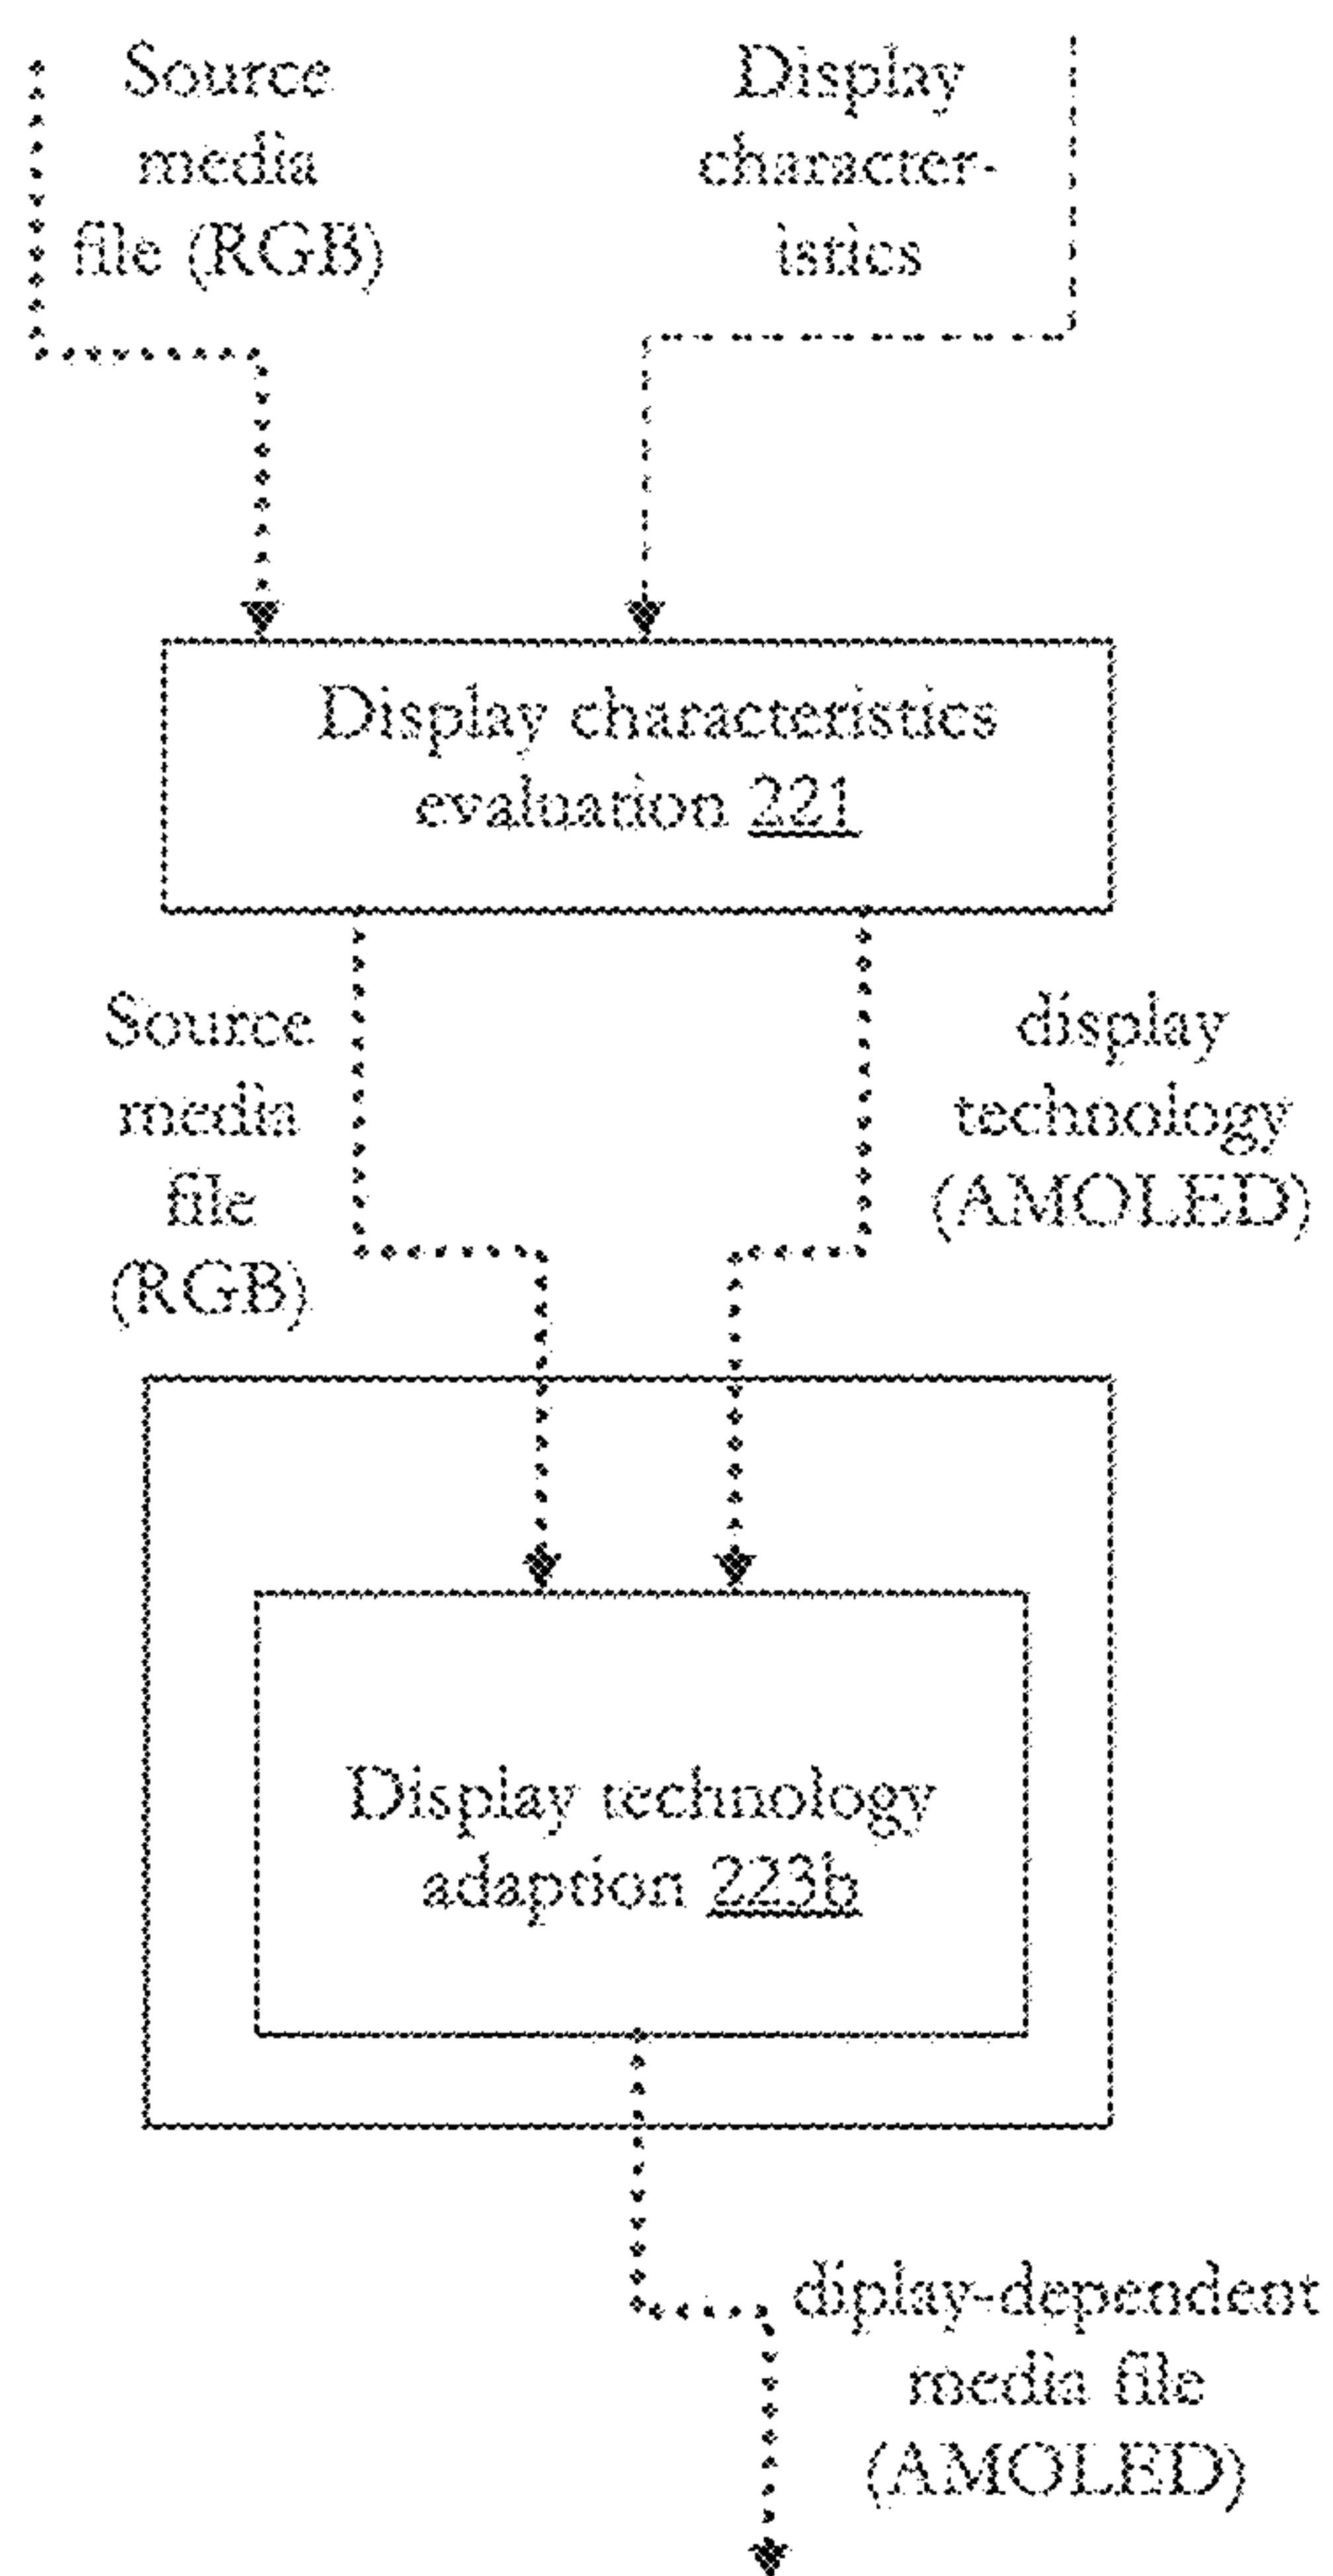 Source
media
file (RGB)
Display
character-
istics
Display characteristics
evaluation 221
Source
media
file
(RGB)
display
technology
(AMOLED)
Display technology
adaption 223b
diplay-dependent
media file
(AMOLED)